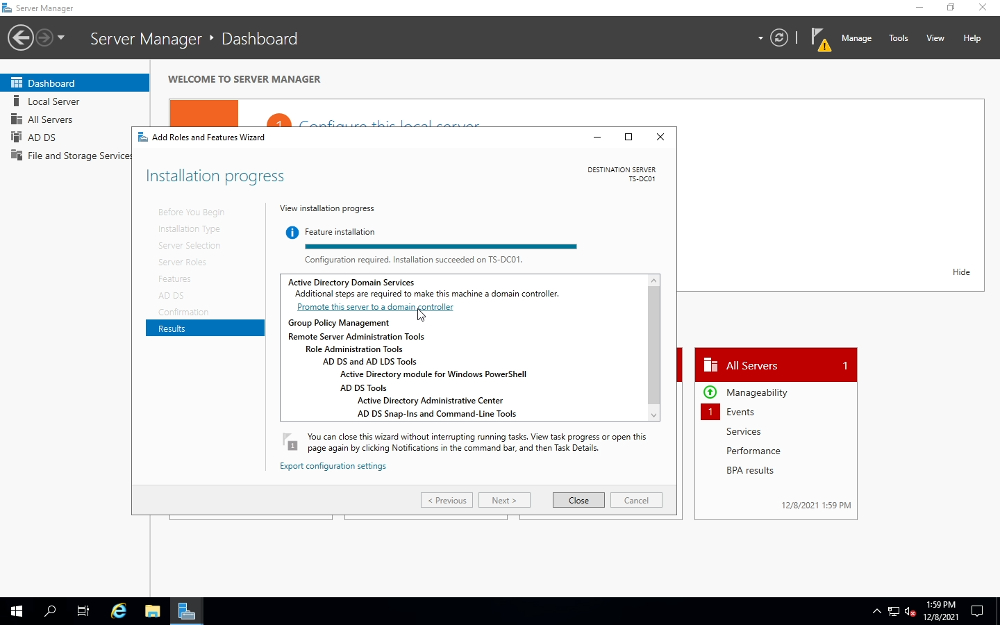 Server Manager
Server Manager ‣ Dashboard
Manage
Tools
View
Help
Dashboard
Local Server
All Servers
AD DS
File and Storage Services
WELCOME TO SERVER MANAGER
1
Configure this local server
Hide
Add Roles and Features Wizard
Installation progress
DESTINATION SERVER
TS-DC01
Before You Begin
Installation Type
Server Selection
Server Roles
Features
AD DS
Confirmation
Results
View installation progress
Feature installation
Configuration required. Installation succeeded on TS-DC01.
Active Directory Domain Services
Additional steps are required to make this machine a domain controller.
Promote this server to a domain controller
Group Policy Management
Remote Server Administration Tools
Role Administration Tools
AD DS and AD LDS Tools
Active Directory module for Windows PowerShell
AD DS Tools
Active Directory Administrative Center
AD DS Snap-Ins and Command-Line Tools
1
You can close this wizard without interrupting running tasks. View task progress or open this
page again by clicking Notifications in the command bar, and then Task Details.
Export configuration settings
< Previous
Next >
Close
Cancel
All Servers 1
Manageability
1 Events
Services
Performance
BPA results
12/8/2021 1:59 PM
1:59 PM
12/8/2021